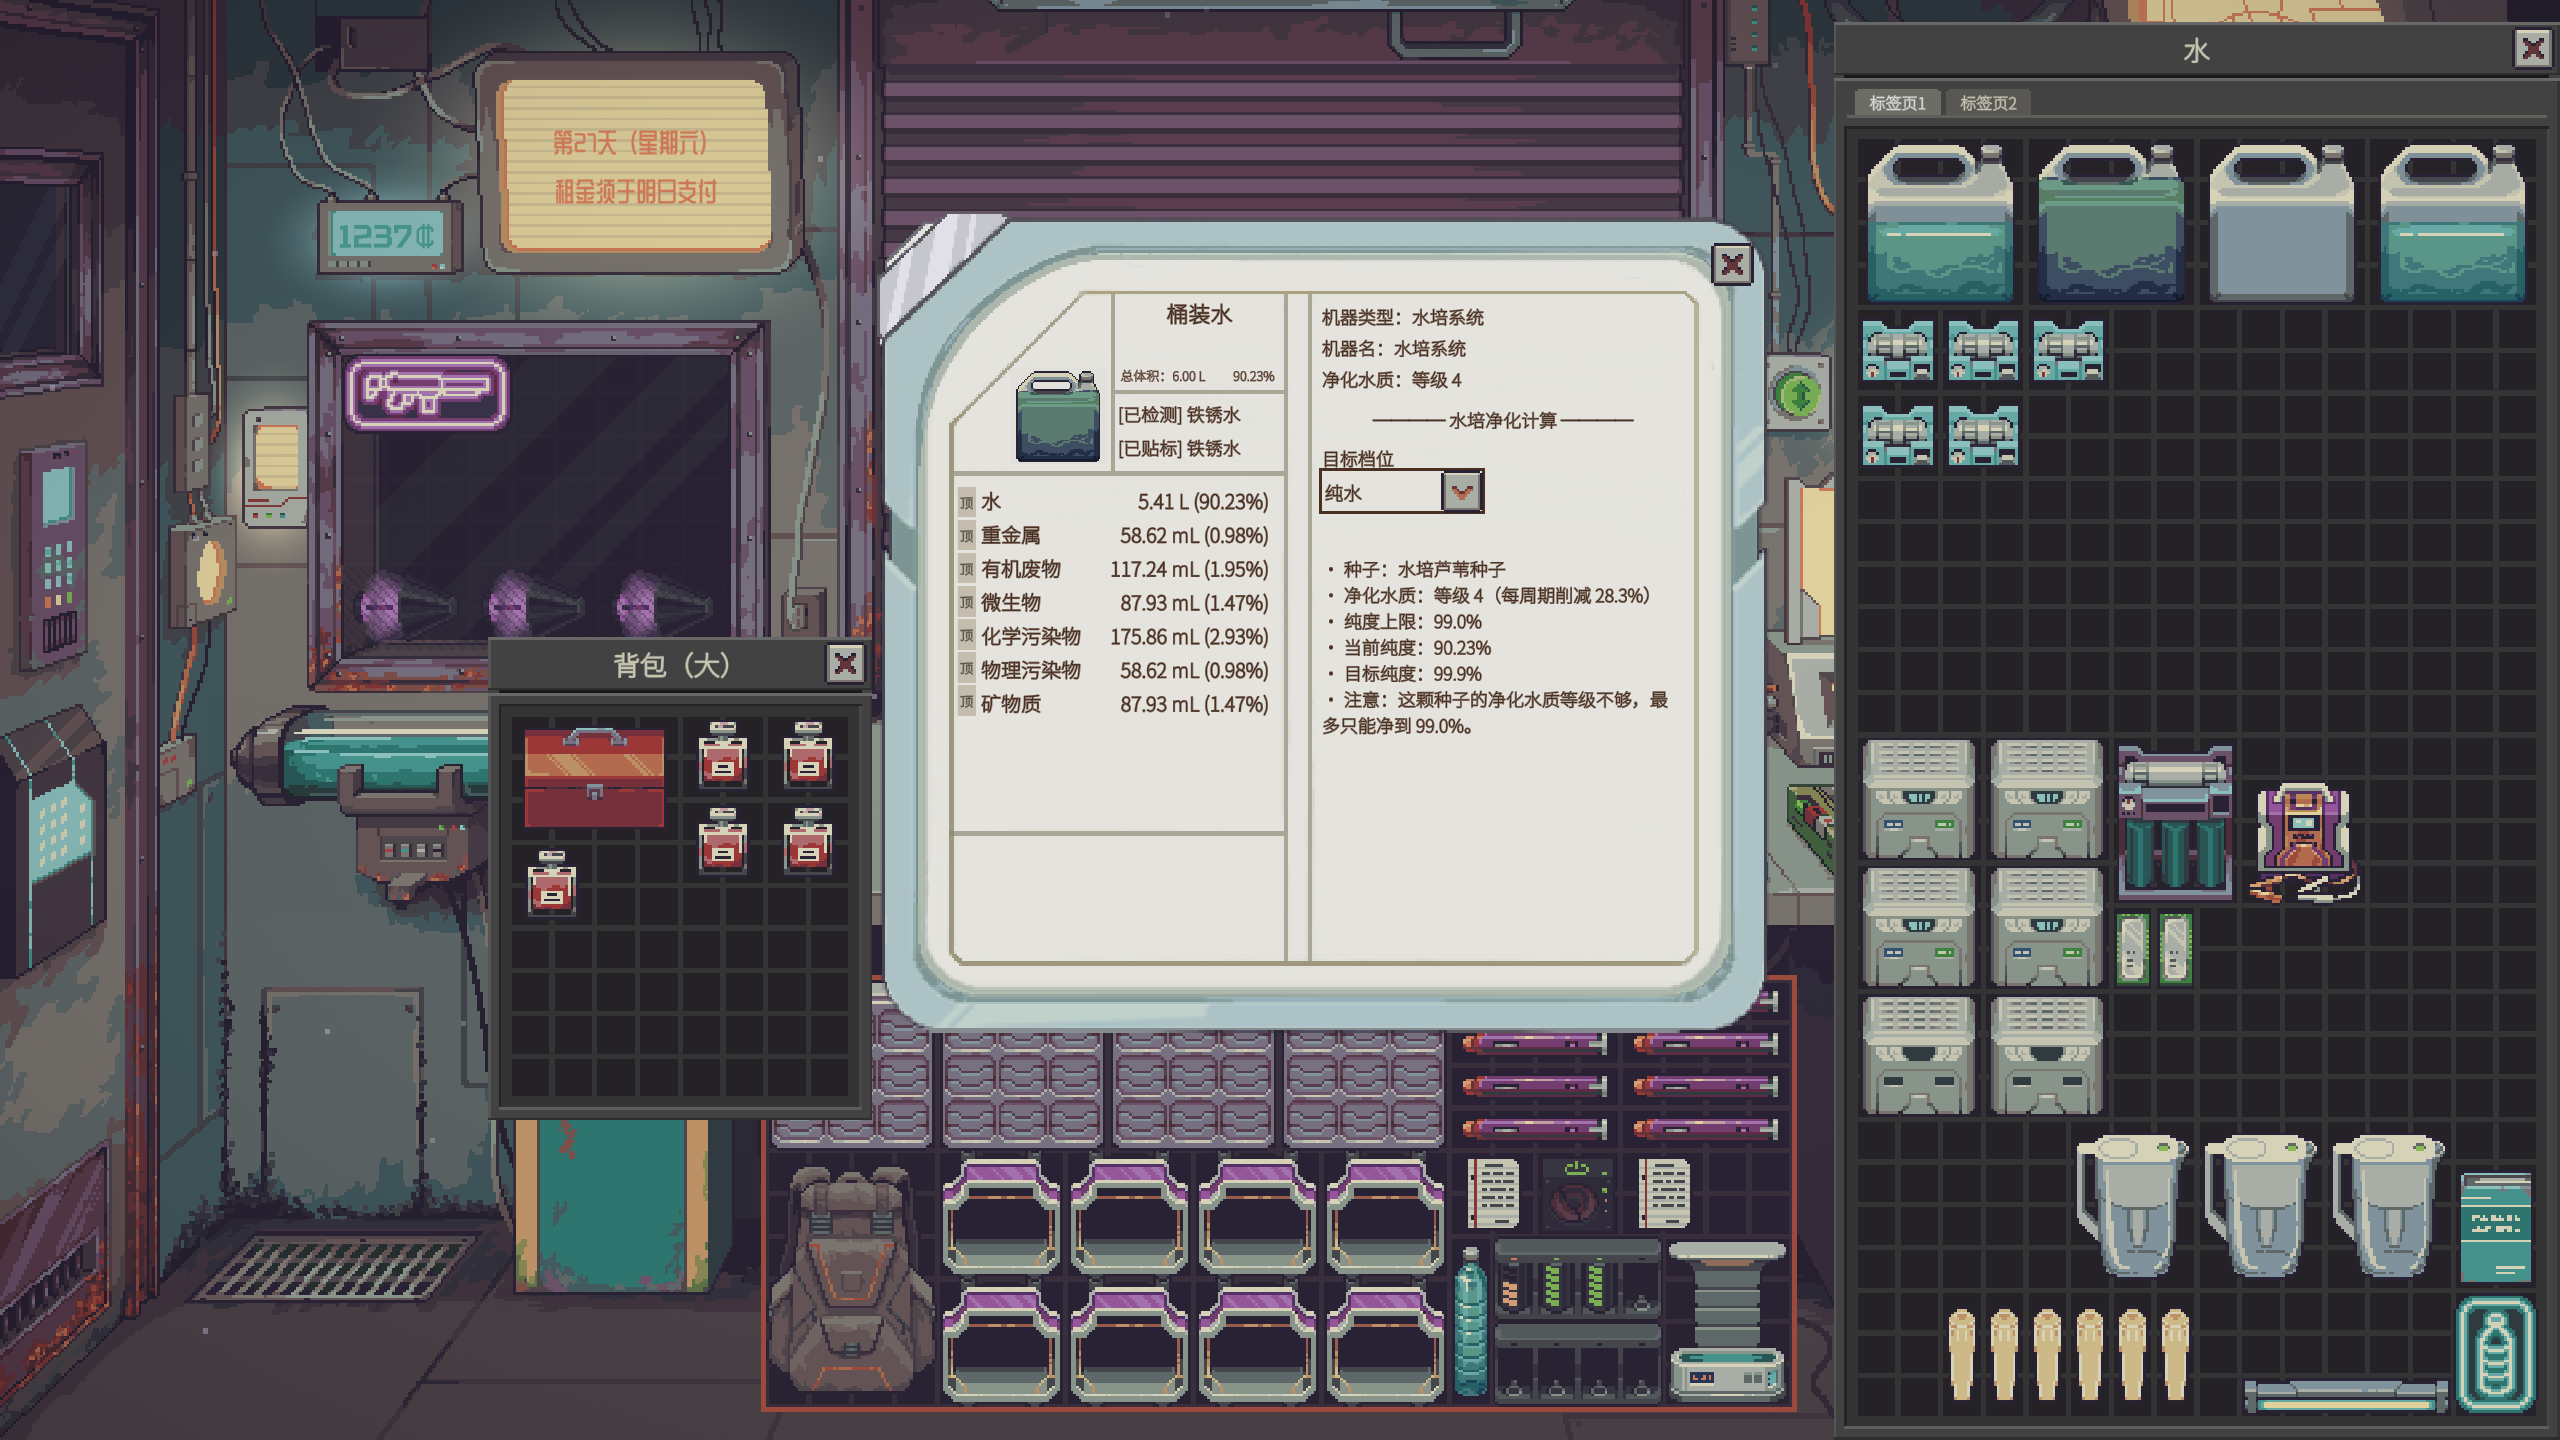 第27天（星期六）
租金须于明日支付
1237₵
背包（大）
桶装水
总体积：6.00 L 90.23%
[已检测] 铁锈水
[已贴标] 铁锈水
顶 水 5.41 L (90.23%)
顶 重金属 58.62 mL (0.98%)
顶 有机废物 117.24 mL (1.95%)
顶 微生物 87.93 mL (1.47%)
顶 化学污染物 175.86 mL (2.93%)
顶 物理污染物 58.62 mL (0.98%)
顶 矿物质 87.93 mL (1.47%)
机器类型：水培系统
机器名：水培系统
净化水质：等级 4
———— 水培净化计算 ————
目标档位
纯水
· 种子：水培芦苇种子
· 净化水质：等级 4（每周期削减 28.3%）
· 纯度上限：99.0%
· 当前纯度：90.23%
· 目标纯度：99.9%
· 注意：这颗种子的净化水质等级不够，最
多只能净到 99.0%。
水
标签页1 标签页2